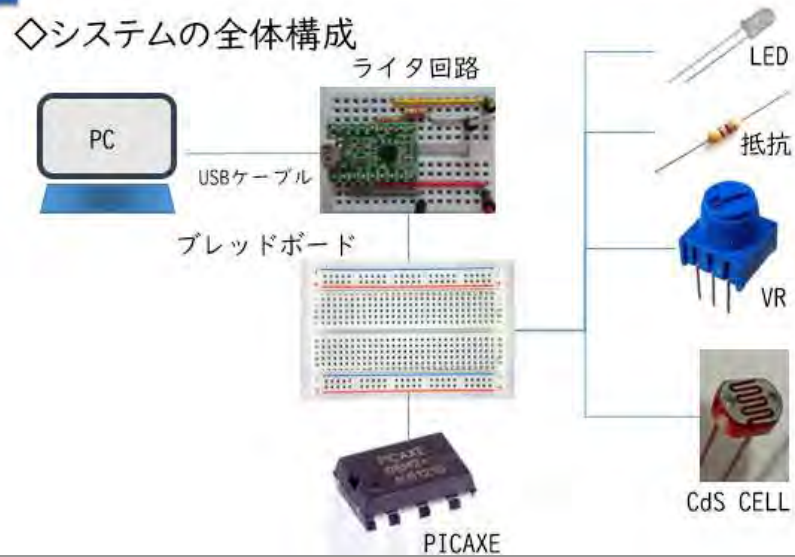 ◇システムの全体構成
ライタ回路
LED
PC
抵抗
USBケーブル
ブレッドボード
VR
PICAXE
CdS CELL
PICAXE